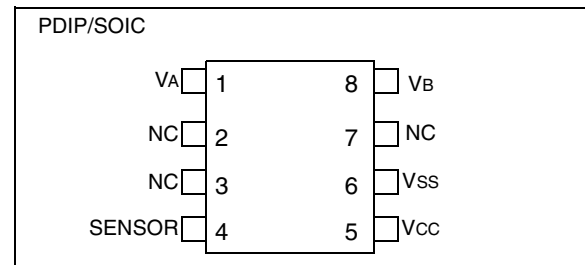 PDIP/SOIC
VA 1 8 VB
NC 2 7 NC
NC 3 6 VSS
SENSOR 4 5 VCC